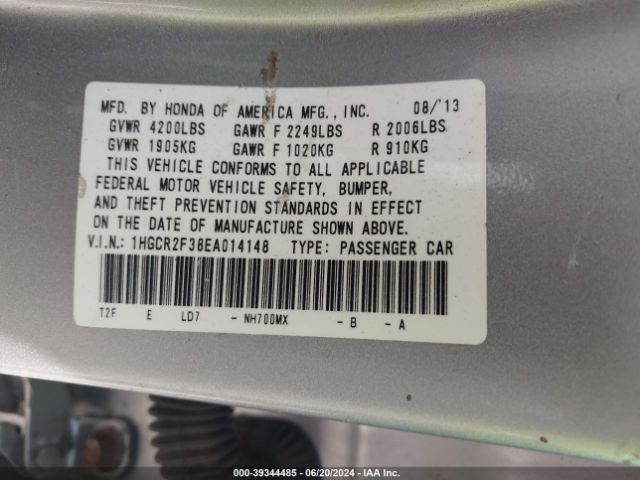 MFD. BY HONDA OF AMERICA MFG., INC. 08/'13
GVWR 4200LBS GAWR F 2249LBS R 2006LBS
GVWR 1905KG GAWR F 1020KG R 910KG
THIS VEHICLE CONFORMS TO ALL APPLICABLE
FEDERAL MOTOR VEHICLE SAFETY, BUMPER,
AND THEFT PREVENTION STANDARDS IN EFFECT
ON THE DATE OF MANUFACTURE SHOWN ABOVE.
V.I.N.: 1HGCR2F38EA014148 TYPE: PASSENGER CAR
T2F E LD7 - NH700MX - B - A
000-39344485 - 06/20/2024 - IAA Inc.